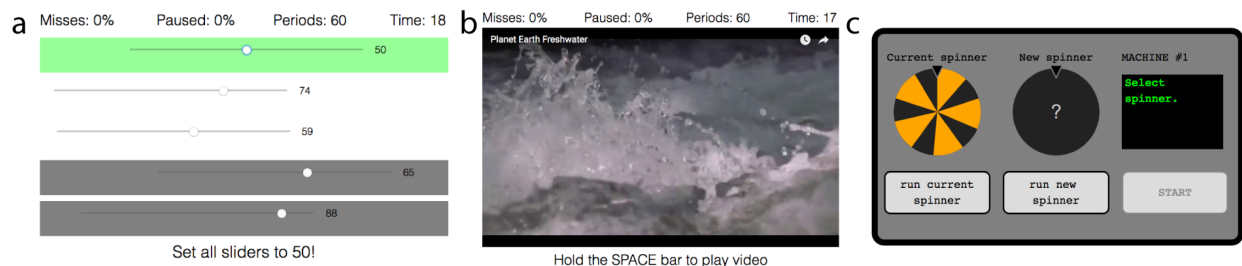 a
Misses: 0% Paused: 0% Periods: 60 Time: 18
50
74
59
65
88
Set all sliders to 50!
b
Misses: 0% Paused: 0% Periods: 60 Time: 17
Planet Earth Freshwater
Hold the SPACE bar to play video
c
Current spinner New spinner MACHINE #1
?
Select
spinner.
run current
spinner
run new
spinner
START